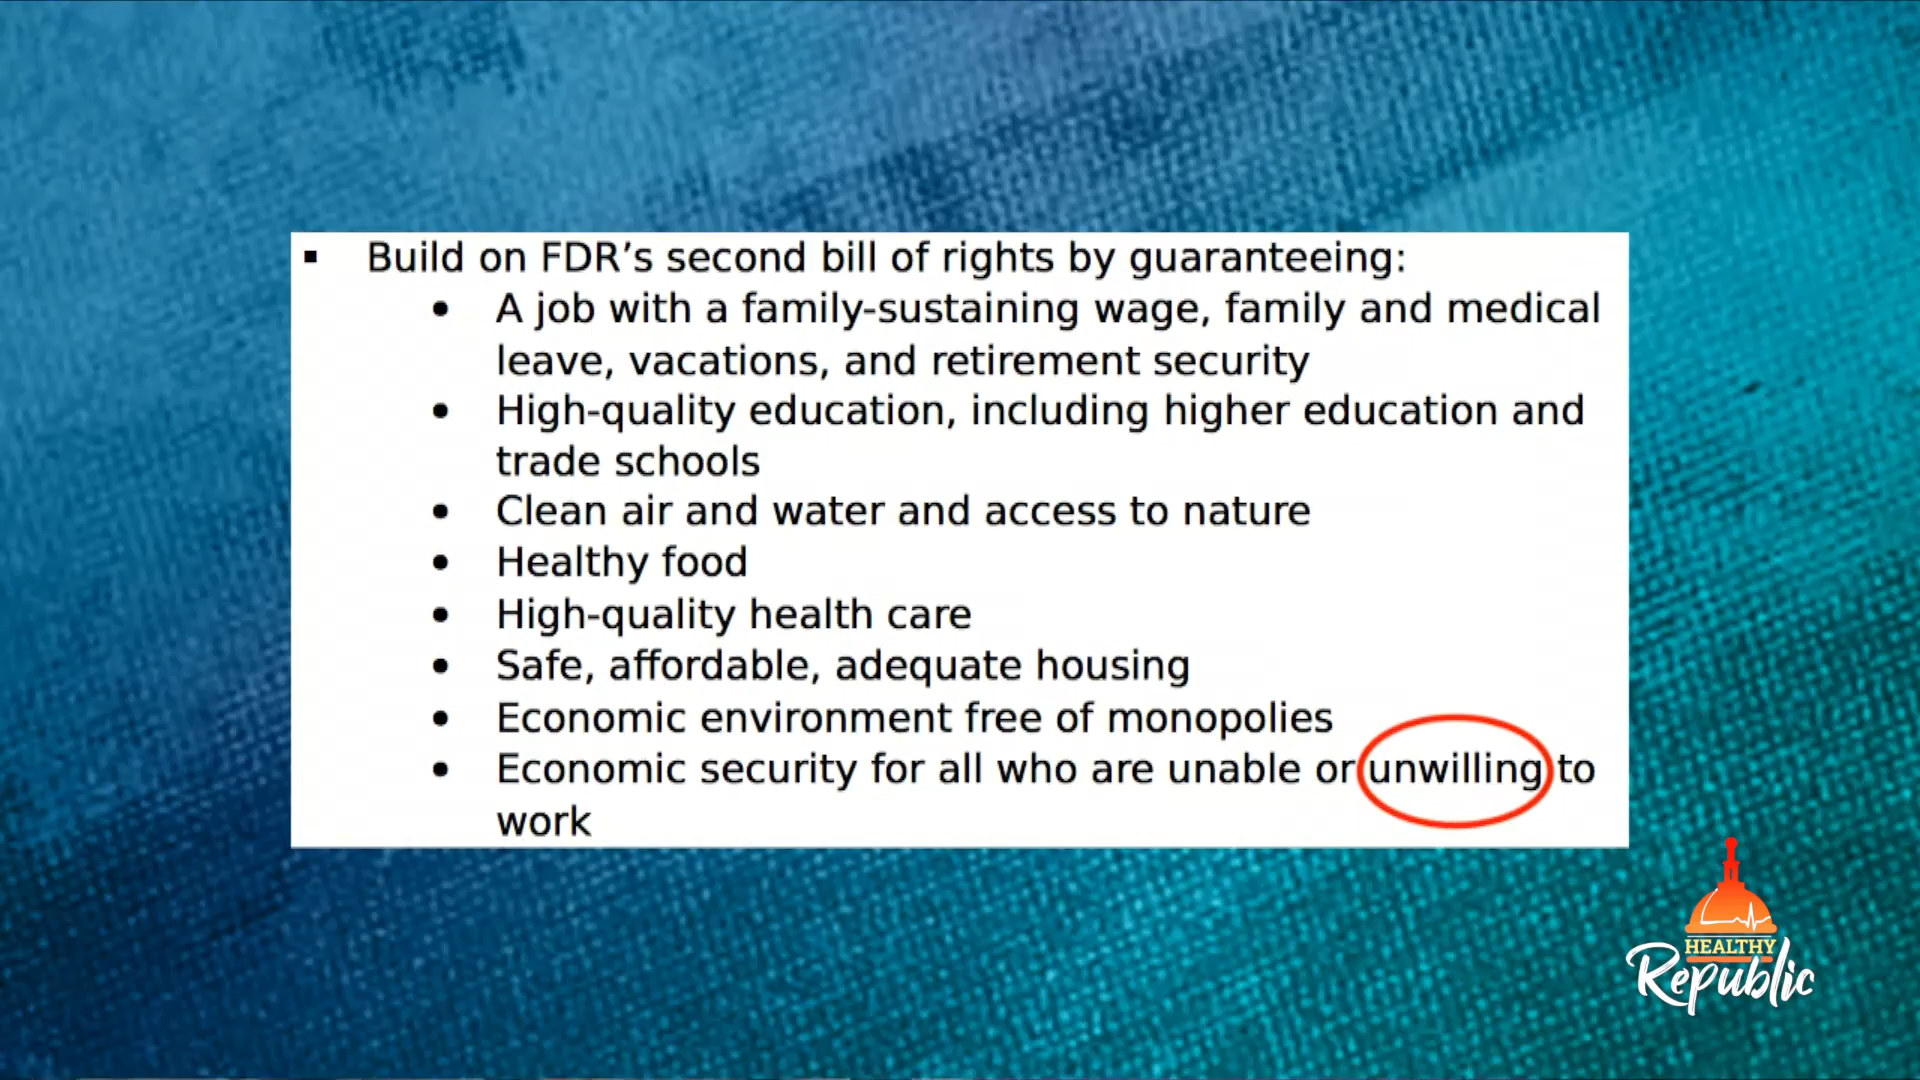 ▪ Build on FDR’s second bill of rights by guaranteeing:
• A job with a family-sustaining wage, family and medical
leave, vacations, and retirement security
• High-quality education, including higher education and
trade schools
• Clean air and water and access to nature
• Healthy food
• High-quality health care
• Safe, affordable, adequate housing
• Economic environment free of monopolies
• Economic security for all who are unable or unwilling to
work
HEALTHY
Republic